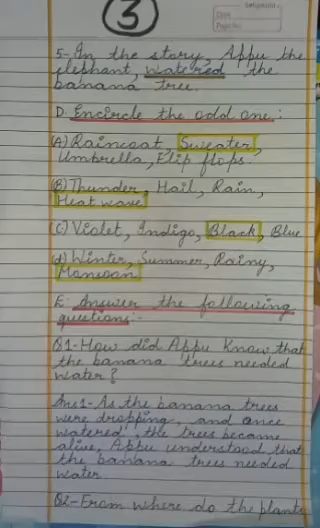 3
Date
Page No.
5- In the story, Appu the
elephant, watered the
banana tree.
D. Encircle the odd one:
(A) Raincoat, Sweater,
Umbrella, Flip flops
(B) Thunder, Hail, Rain,
Heat wave
(C) Violet, Indigo, Black, Blue
(d) Winter, Summer, Rainy,
Monsoon
E. Answer the following
questions:-
Q1- How did Appu Know that
the banana trees needed
water?
Ans1- As the banana trees
were dropping, and once
watered, the trees became
alive, Appu understood that
the banana trees needed
water.
Q2- From where do the plants